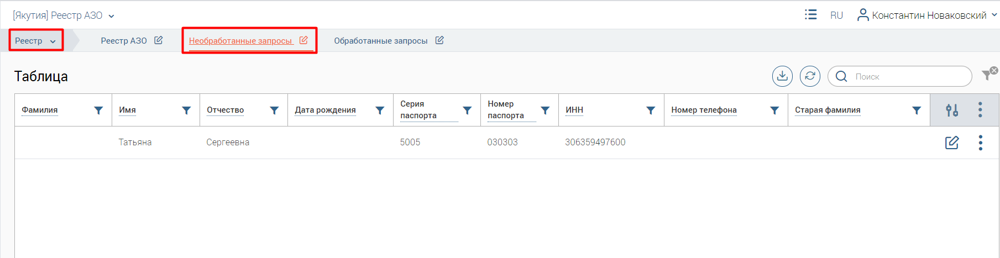 [Якутия] Реестр АЗО
RU
Константин Новаковский
Реестр
Реестр АЗО
Необработанные запросы
Обработанные запросы
Таблица
Поиск
Фамилия
Имя
Отчество
Дата рождения
Серия
паспорта
Номер
паспорта
ИНН
Номер телефона
Старая фамилия
Татьяна
Сергеевна
5005
030303
306359497600